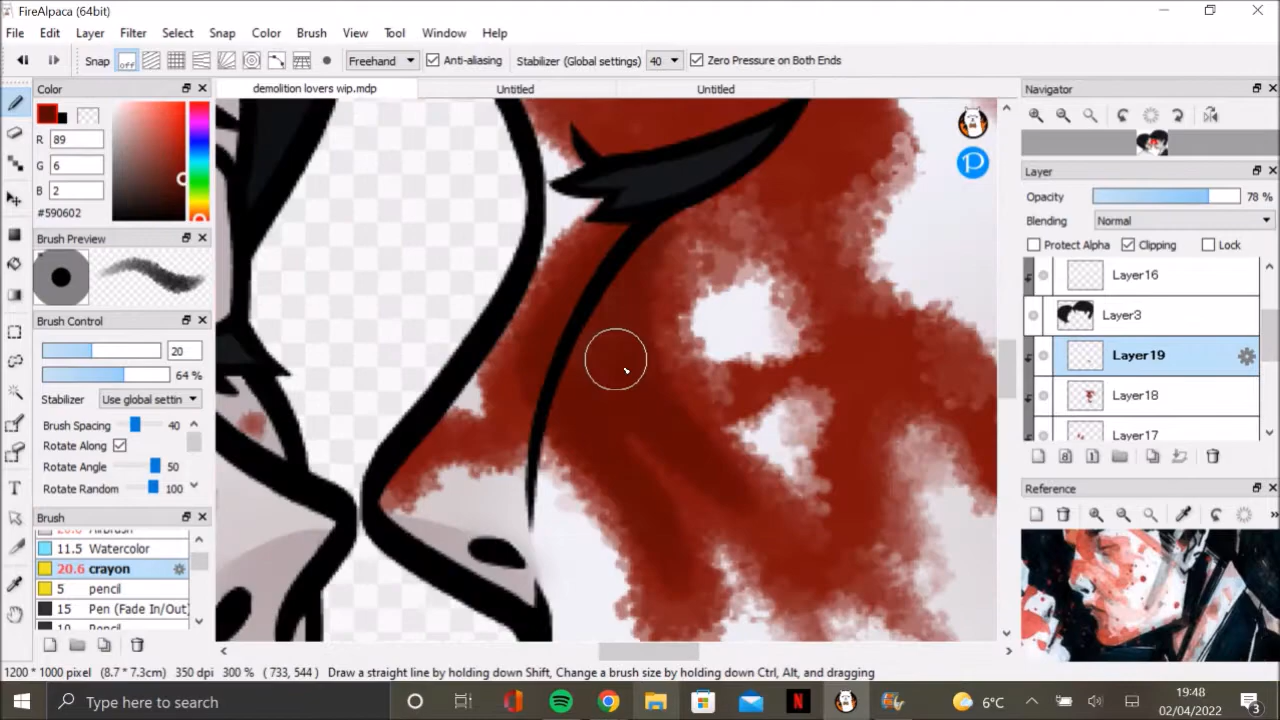 FireAlpaca (64bit)
File Edit Layer Filter Select Snap Color Brush View Tool Window Help
Snap off Freehand Anti-aliasing Stabilizer (Global settings) 40 Zero Pressure on Both Ends
Color
demolition lovers wip.mdp Untitled Untitled
Navigator
R 89
G 6
B 2
#590602
Brush Preview
Brush Control
20
64 %
Stabilizer Use global settin
Brush Spacing 40
Rotate Along
Rotate Angle 50
Rotate Random 100
Brush
20.6 Airbrush
11.5 Watercolor
20.6 crayon
5 pencil
15 Pen (Fade In/Out)
10 Pencil
P
Layer
Opacity 78 %
Blending Normal
Protect Alpha Clipping Lock
Layer16
Layer3
Layer19
Layer18
Layer17
Reference
1200 * 1000 pixel (8.7 * 7.3cm) 350 dpi 300 % (733, 544) Draw a straight line by holding down Shift, Change a brush size by holding down Ctrl, Alt, and dragging
Type here to search
N
6°C
19:48
02/04/2022
3